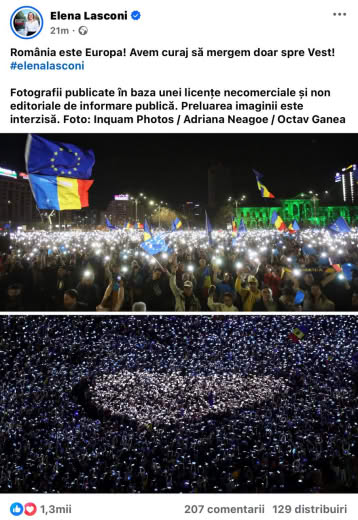 Elena Lasconi
21m
România este Europa! Avem curaj să mergem doar spre Vest!
#elenalasconi
Fotografii publicate în baza unei licențe necomerciale și non
editoriale de informare publică. Preluarea imaginii este
interzisă. Foto: Inquam Photos / Adriana Neagoe / Octav Ganea
1,3mii
207 comentarii 129 distribuiri